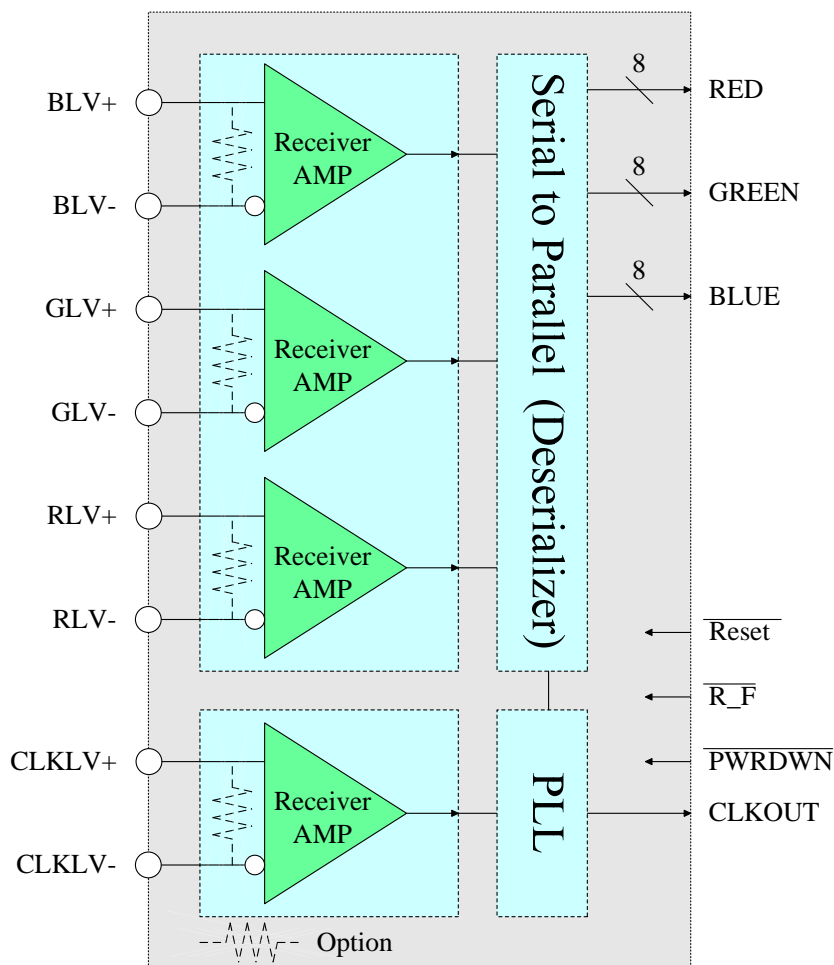 BLV+
BLV-
GLV+
GLV-
RLV+
RLV-
CLKLV+
CLKLV-
Receiver
AMP
Receiver
AMP
Receiver
AMP
Receiver
AMP
Serial to Parallel (Deserializer)
PLL
8
RED
8
GREEN
8
BLUE
Reset
R_F
PWRDWN
CLKOUT
Option